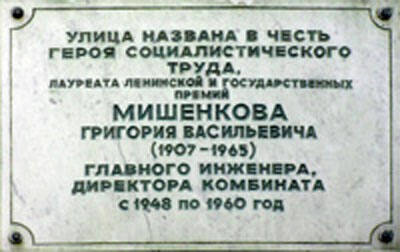 УЛИЦА НАЗВАНА В ЧЕСТЬ
ГЕРОЯ СОЦИАЛИСТИЧЕСКОГО
ТРУДА,
ЛАУРЕАТА ЛЕНИНСКОЙ И ГОСУДАРСТВЕННЫХ
ПРЕМИЙ
МИШЕНКОВА
ГРИГОРИЯ ВАСИЛЬЕВИЧА
(1907-1965)
ГЛАВНОГО ИНЖЕНЕРА,
ДИРЕКТОРА КОМБИНАТА
С 1948 ПО 1960 ГОД